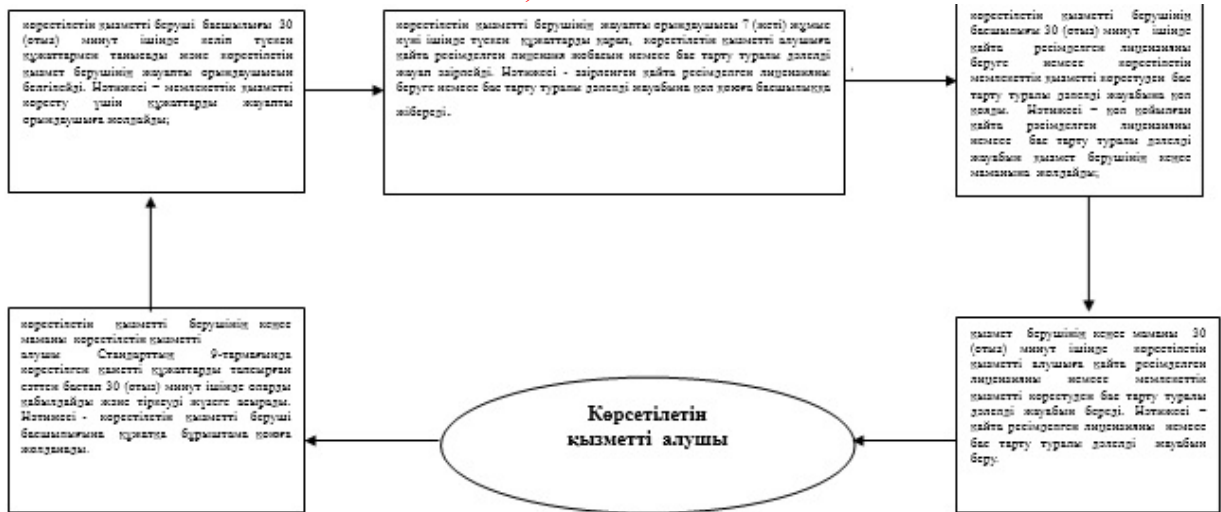 көрсетілетін қызметті беруші басшылығы 30
(отыз) минут ішінде келіп түскен
құжаттармен танысады және көрсетілетін
қызмет берушінің жауапты орындаушысын
белгілейді. Нәтижесі – мемлекеттік қызметті
көрсету үшін құжаттарды жауапты
орындаушыға жолдайды;
көрсетілетін қызметті берушінің жауапты орындаушысы 7 (жеті) жұмыс
күні ішінде түскен құжаттарды қарап, көрсетілетін қызметті алушыға
қайта ресімделген лицензия жобасын немесе бас тарту туралы дәлелді
жауап әзірлейді. Нәтижесі - әзірленген қайта ресімделген лицензияны
беруге немесе бас тарту туралы дәлелді жауабына қол қоюға басшылыққа
жібереді.
көрсетілетін қызметті берушінің
басшылығы 30 (отыз) минут ішінде
қайта ресімделген лицензияны
беруге немесе көрсетілетін
мемлекеттік қызметті көрсетуден бас
тарту туралы дәлелді жауабына қол
қояды. Нәтижесі – қол қойылған
қайта рәсімделген лицензияны
немесе бас тарту туралы дәлелді
жауабын қызмет берушінің кеңсе
маманына жолдайды;
көрсетілетін қызметті берушінің кеңсе
маманы көрсетілетін қызметті
алушы Стандарттың 9-тармағында
көрсетілген қажетті құжаттарды тапсырған
сәттен бастап 30 (отыз) минут ішінде оларды
қабылдайды және тіркеуді жүзеге асырады.
Нәтижесі - көрсетілетін қызметті беруші
басшылығына құжатқа бұрыштама қоюға
жолданады.
Көрсетілетін
қызметті алушы
қызмет берушінің кеңсе маманы 30
(отыз) минут ішінде көрсетілетін
қызметті алушыға қайта ресімделген
лицензияны немесе мемлекеттік
қызметті көрсетуден бас тарту туралы
дәлелді жауабын береді. Нәтижесі –
қайта ресімделген лицензияны немесе
бас тарту туралы дәлелді жауабын
беру.